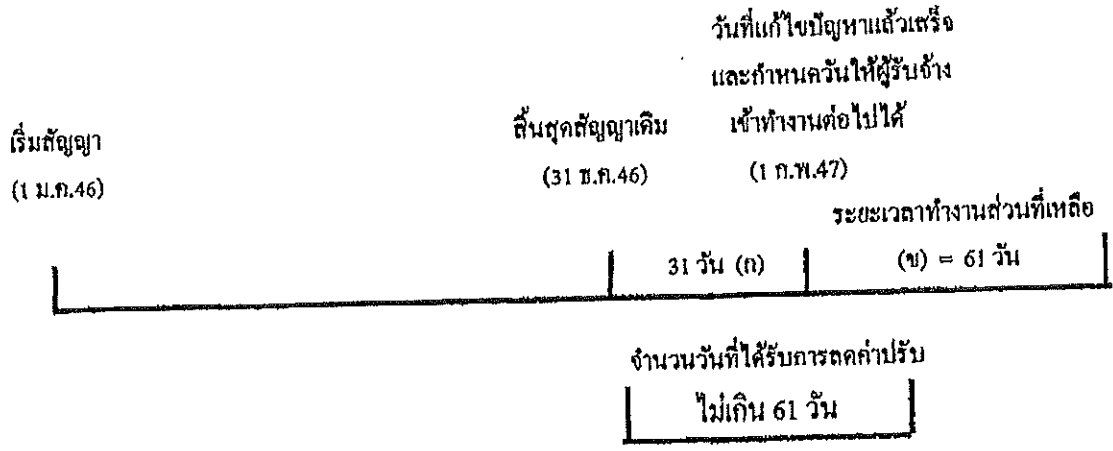 วันที่แก้ไขปัญหาแล้วเสร็จ
และกำหนดวันให้ผู้รับจ้าง
เริ่มสัญญา
สิ้นสุดสัญญาเดิม
เข้าทำงานต่อไปได้
(1 ม.ค.46)
(31 ธ.ค.46)
(1 ก.พ.47)
ระยะเวลาทำงานส่วนที่เหลือ
31 วัน (ก)
(ข) = 61 วัน
จำนวนวันที่ได้รับการลดค่าปรับ
ไม่เกิน 61 วัน